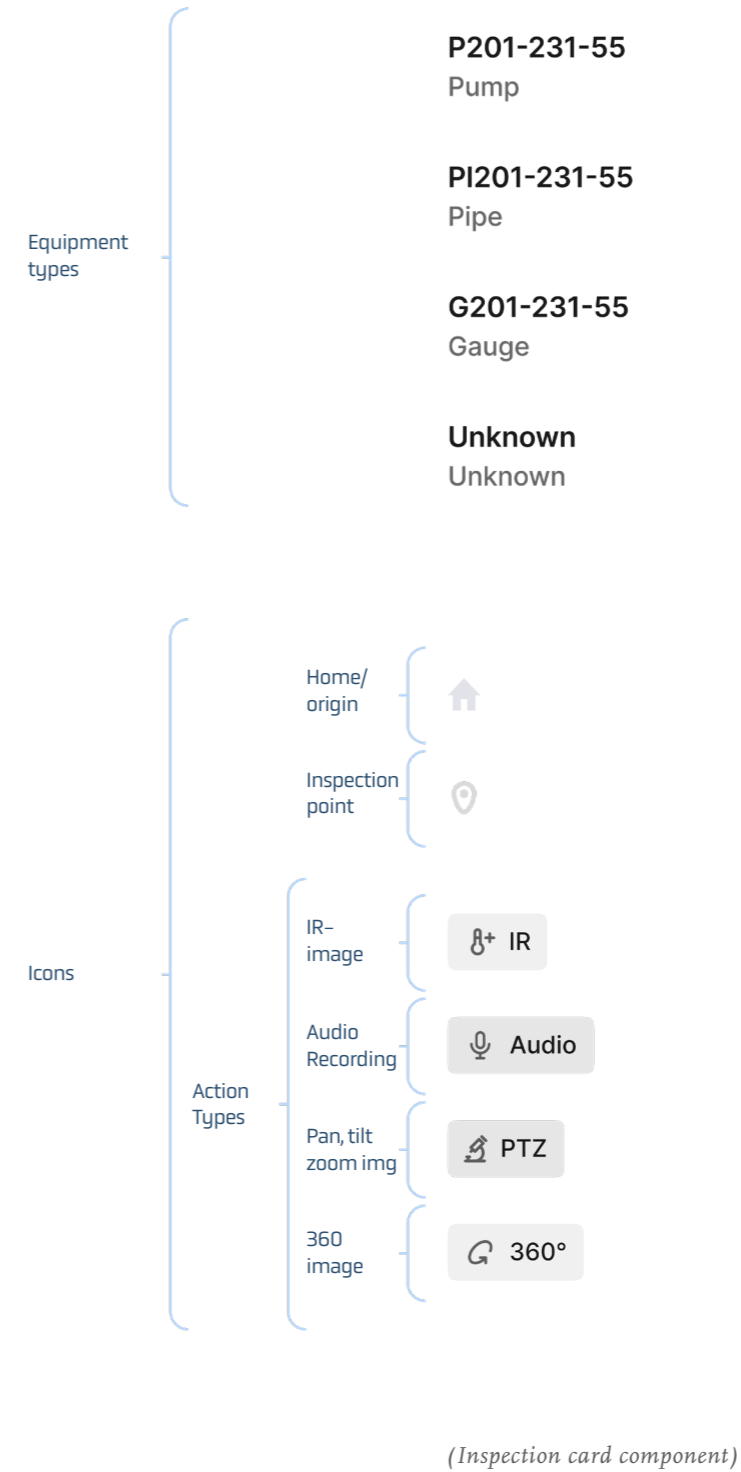 P201-231-55
Pump
PI201-231-55
Pipe
Equipment
types
G201-231-55
Gauge
Unknown
Unknown
Home/
origin
Inspection
point
Icons
Action
Types
IR-
image
IR
Audio
Recording
Audio
Pan, tilt
zoom img
PTZ
360
image
360°
(Inspection card component)